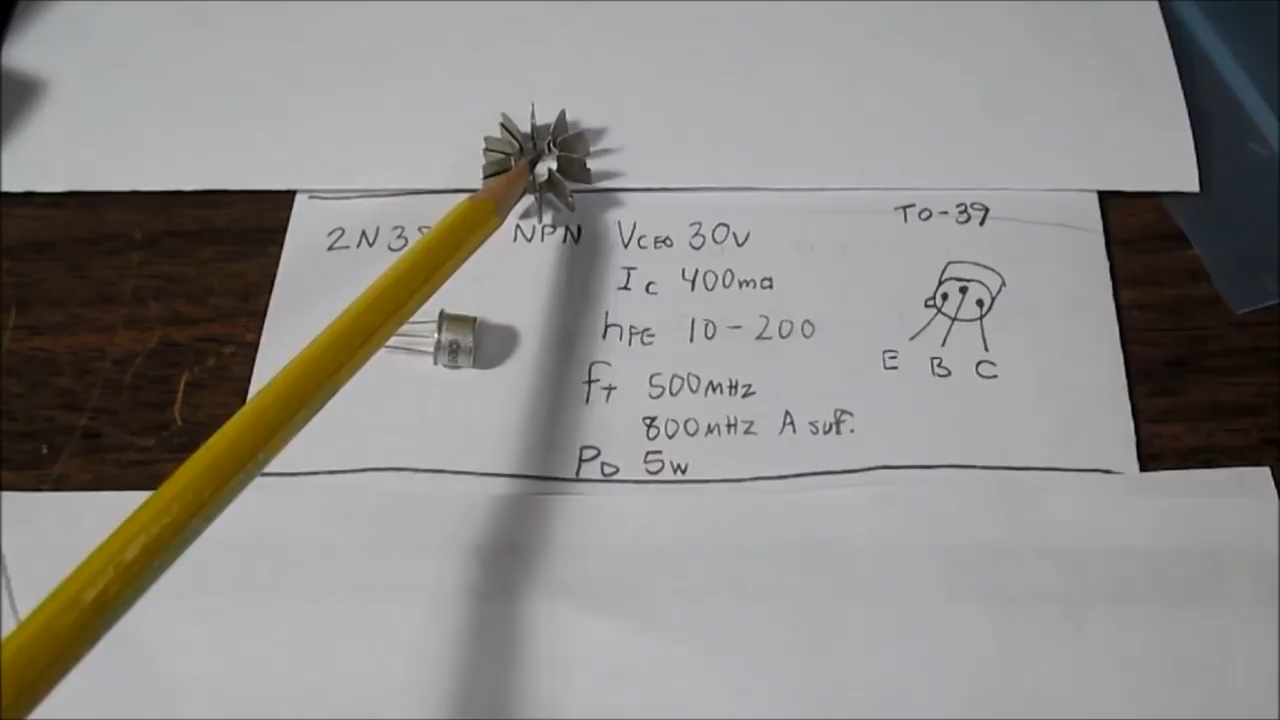 NPN VCEO 30V
TO-39
IC 400ma
hFE 10-200
fT 500MHZ
800MHZ A suf.
PD 5W
E B C